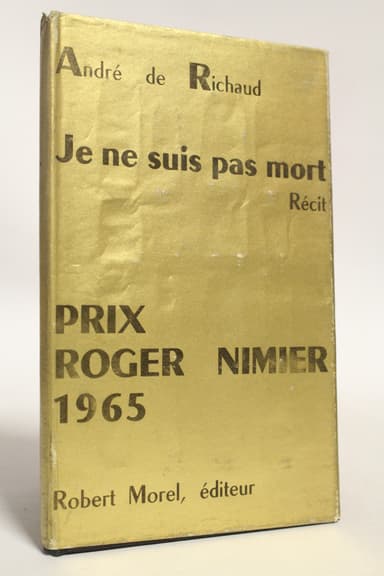 André de Richaud
Je ne suis pas mort
Récit
PRIX
ROGER NIMIER
1965
Robert Morel, éditeur